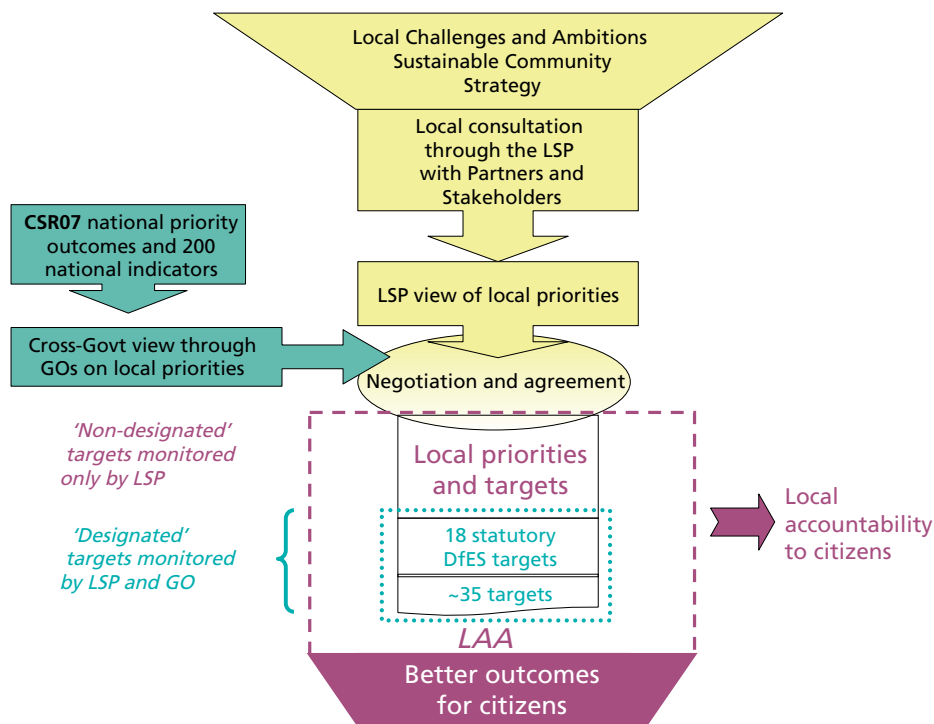 Local Challenges and Ambitions
Sustainable Community
Strategy
Local consultation
through the LSP
with Partners and
Stakeholders
CSR07 national priority
outcomes and 200
national indicators
LSP view of local priorities
Cross-Govt view through
GOs on local priorities
Negotiation and agreement
'Non-designated'
targets monitored
only by LSP
Local priorities
and targets
'Designated'
targets monitored
by LSP and GO
18 statutory
DfES targets
~35 targets
LAA
Local
accountability
to citizens
Better outcomes
for citizens